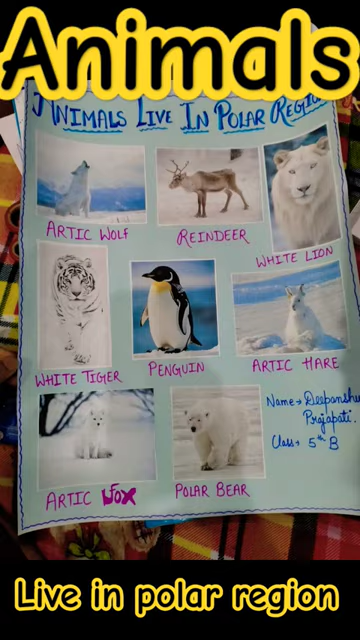 Animals
ANIMALS LIVE IN POLAR REGION
ARTIC WOLF
REINDEER
WHITE LION
WHITE TIGER
PENGUIN
ARTIC HARE
ARTIC FOX
POLAR BEAR
Name → Deepanshu
Prajapati.
Class → 5th B
Live in polar region